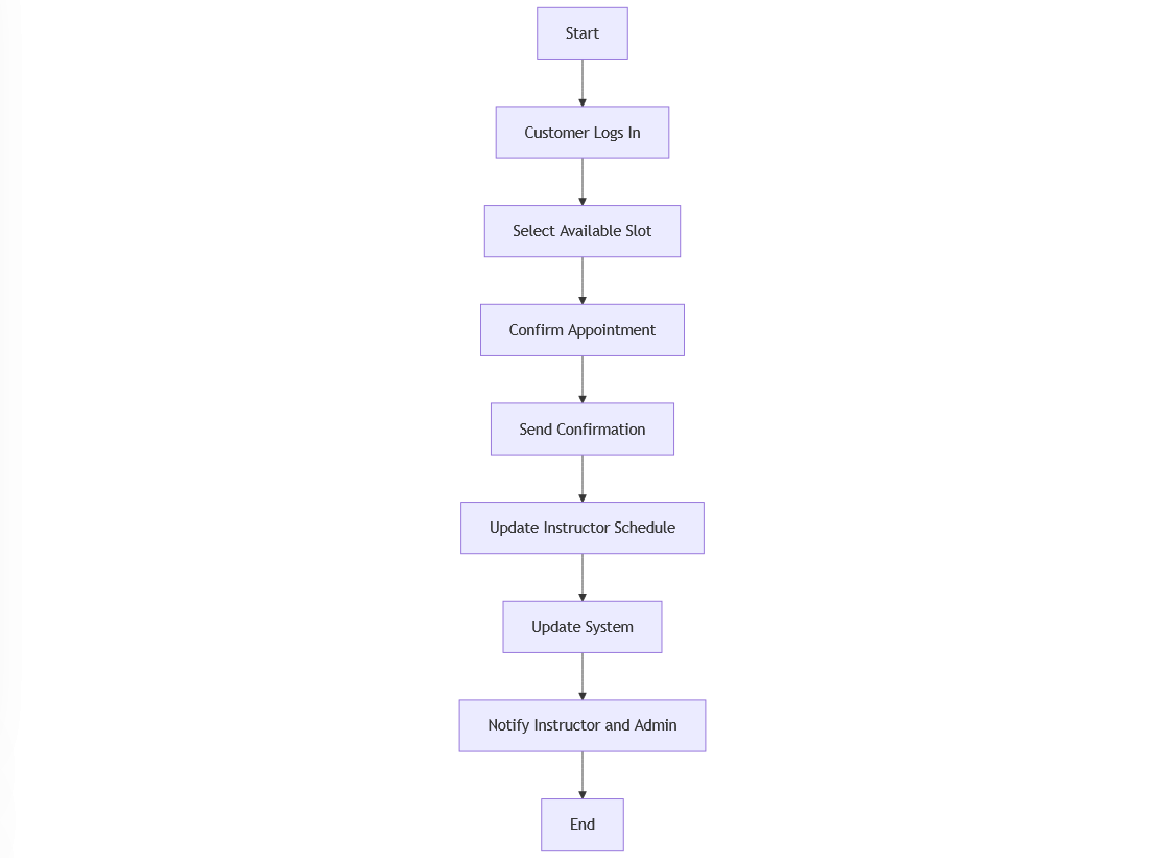 Start
Customer Logs In
Select Available Slot
Confirm Appointment
Send Confirmation
Update Instructor Schedule
Update System
Notify Instructor and Admin
End